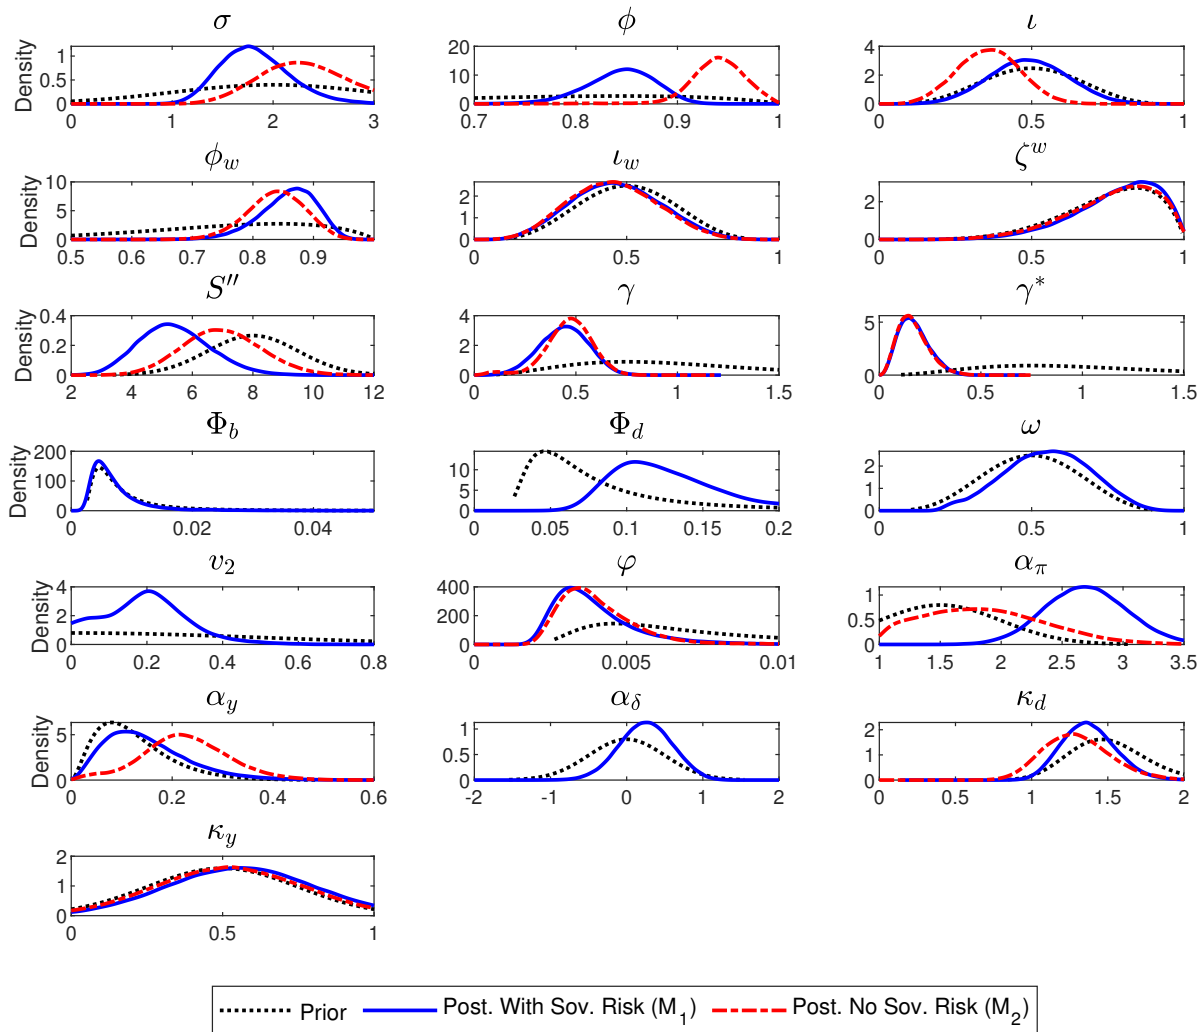 σ φ ι
Density 0 0.5 1 0 1 2 3
0 10 20 0.7 0.8 0.9 1
0 2 4 0 0.5 1
φ_w ι_w ζ^w
Density 0 5 10 0.5 0.6 0.7 0.8 0.9
0 1 2 0 0.5 1
0 2 0 0.5 1
S'' γ γ*
Density 0 0.2 0.4 2 4 6 8 10 12
0 2 4 0 0.5 1 1.5
0 5 0 0.5 1 1.5
Φ_b Φ_d ω
Density 0 100 200 0 0.02 0.04
0 5 10 0 0.05 0.1 0.15 0.2
0 1 2 0 0.5 1
v_2 φ α_π
Density 0 2 4 0 0.2 0.4 0.6 0.8
0 200 400 0 0.005 0.01
0 0.5 1 1 1.5 2 2.5 3 3.5
α_y α_δ κ_d
Density 0 5 0 0.2 0.4 0.6
0 0.5 1 -2 -1 0 1 2
0 1 2 0 0.5 1 1.5 2
κ_y
0 1 2 0 0.5 1
Prior Post. With Sov. Risk (M_1) Post. No Sov. Risk (M_2)